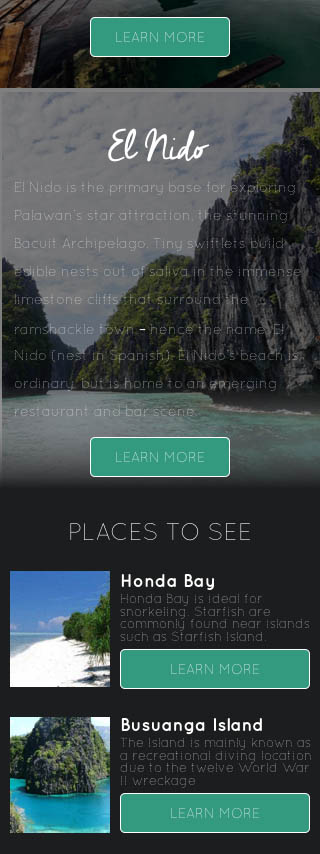 LEARN MORE
El Nido
El Nido is the primary base for exploring
Palawan's star attraction, the stunning
Bacuit Archipelago. Tiny swiftlets build
edible nests out of saliva in the immense
limestone cliffs that surround the
ramshackle town – hence the name, El
Nido (nest in Spanish). El Nido's beach is
ordinary, but is home to an emerging
restaurant and bar scene.
LEARN MORE
PLACES TO SEE
Honda Bay
Honda Bay is ideal for
snorkeling. Starfish are
commonly found near islands
such as Starfish Island.
LEARN MORE
Busuanga Island
The Island is mainly known as
a recreational diving location
due to the twelve World War
II wreckage
LEARN MORE